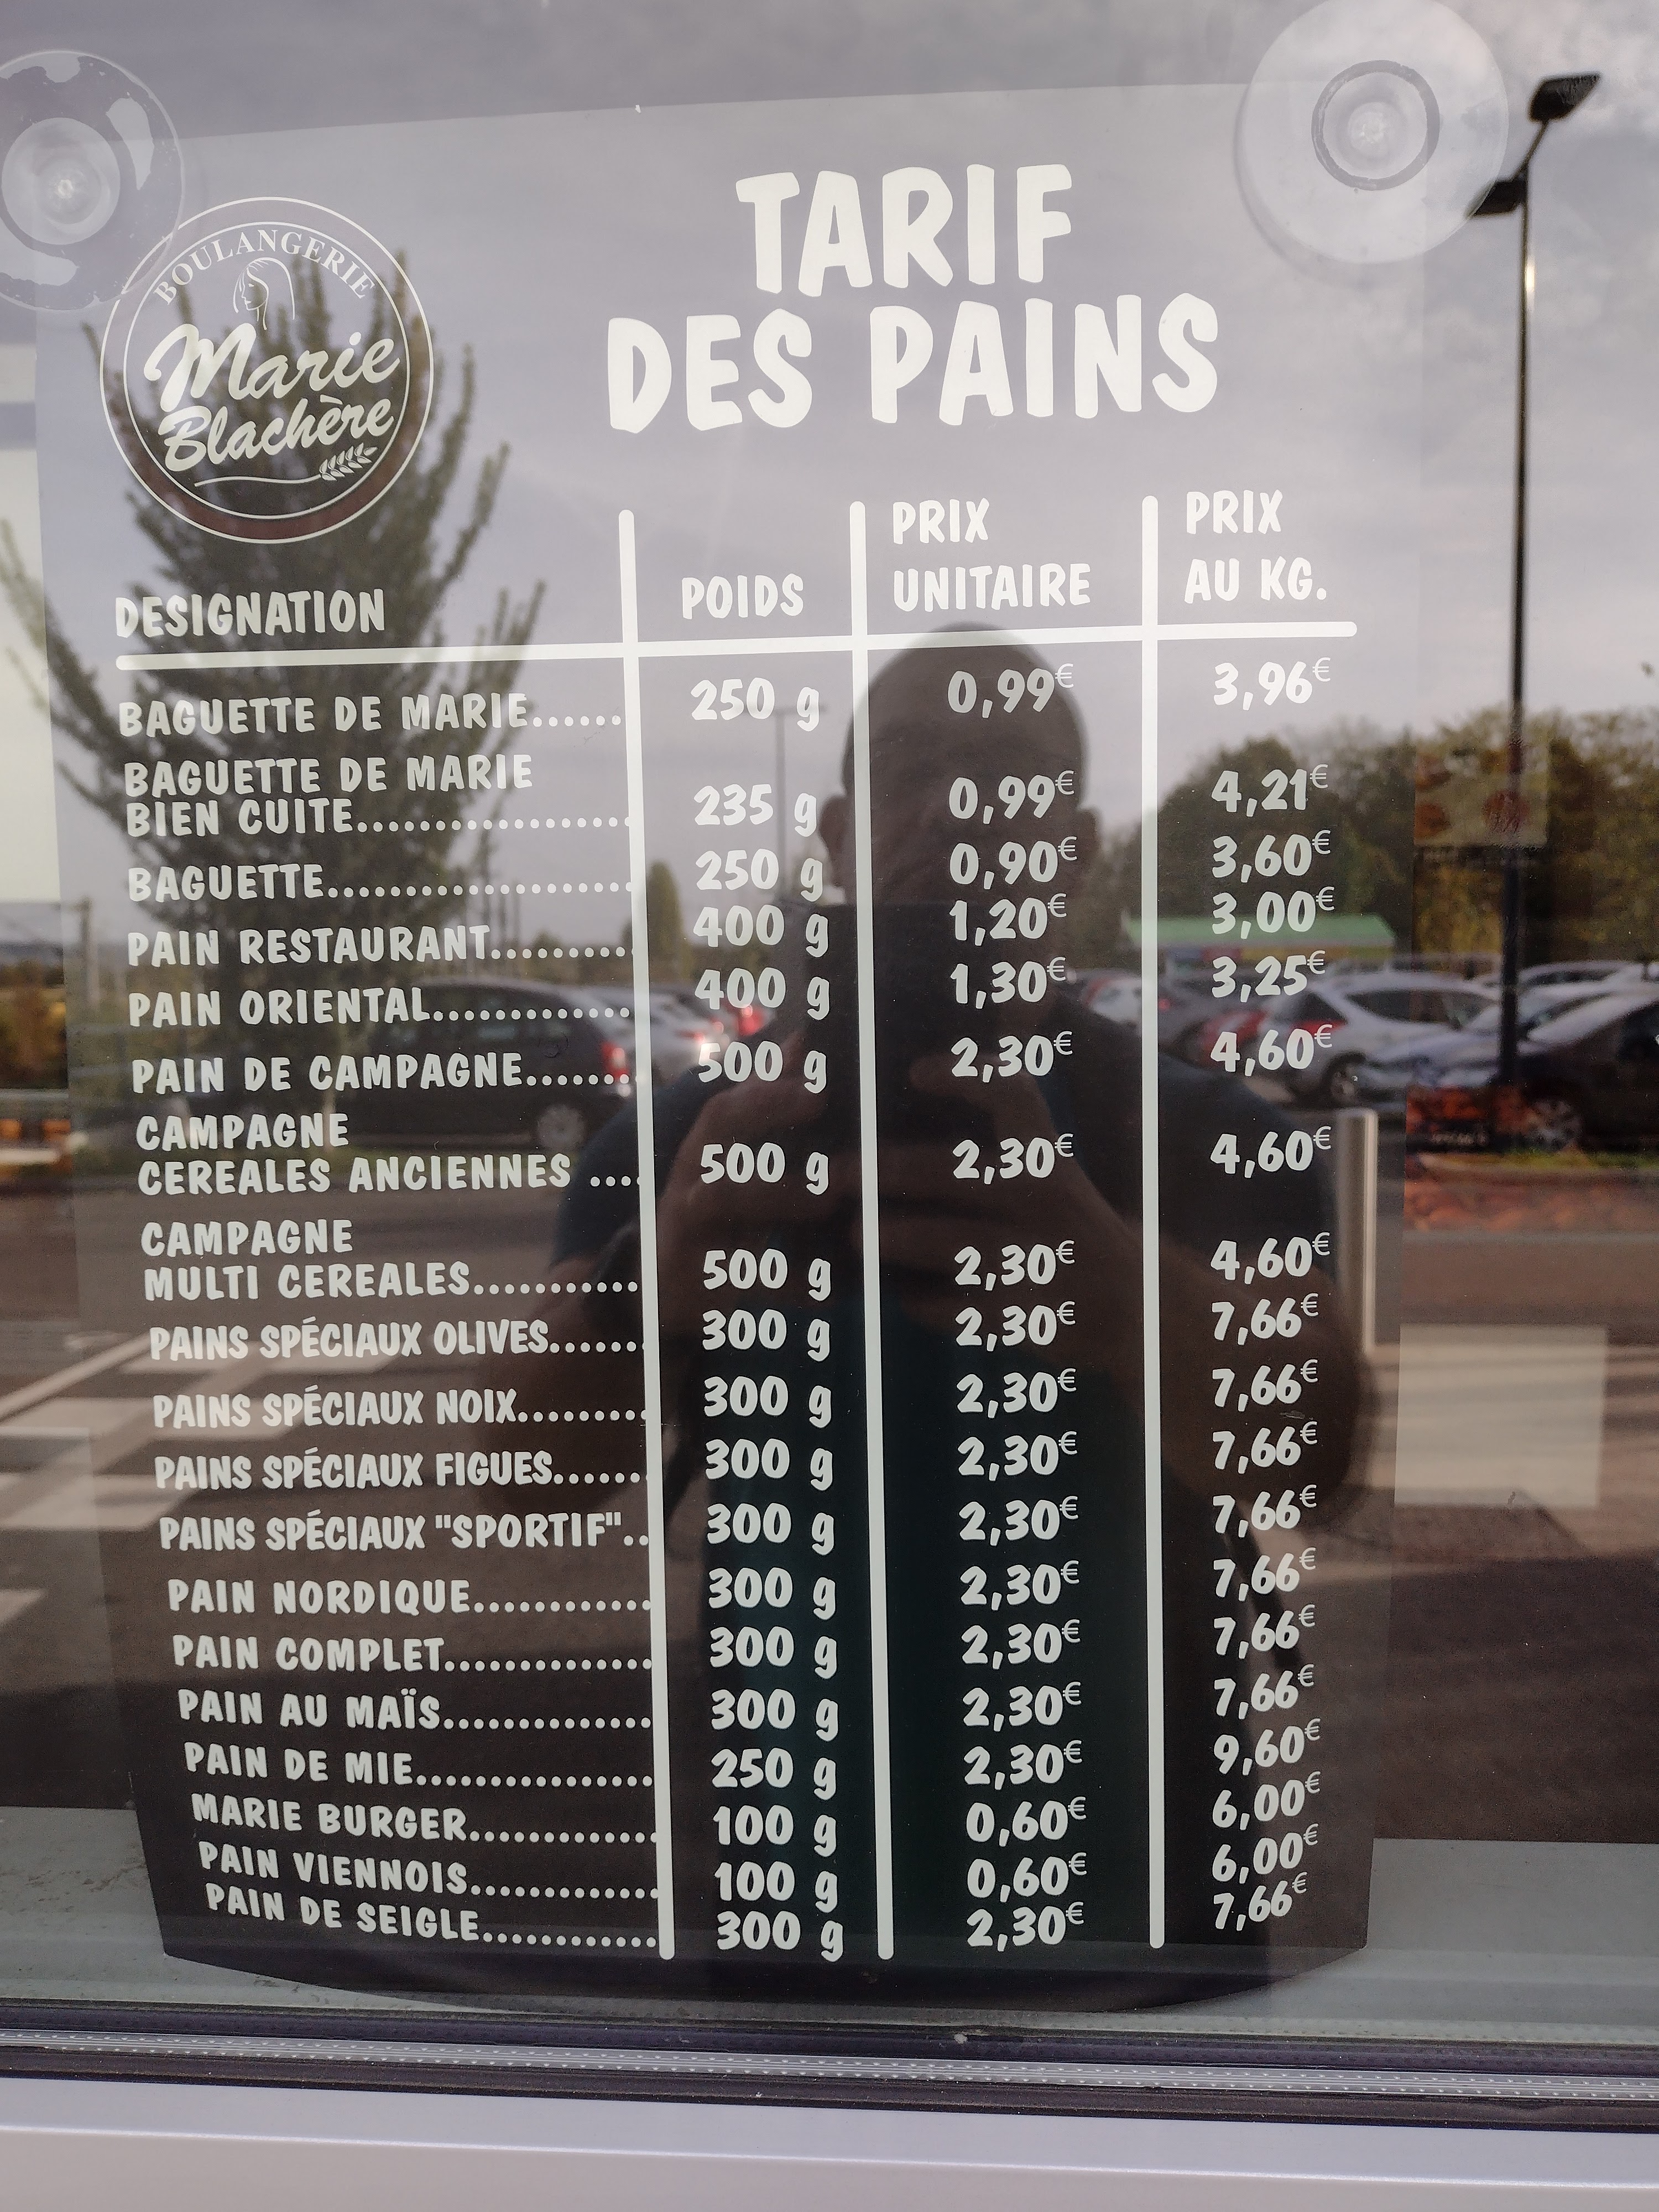 BOULANGERIE
Marie
Blachère
TARIF
DES PAINS
DESIGNATION POIDS PRIX UNITAIRE PRIX AU KG.
BAGUETTE DE MARIE...... 250 g 0,99€ 3,96€
BAGUETTE DE MARIE
BIEN CUITE.................. 235 g 0,99€ 4,21€
BAGUETTE.................... 250 g 0,90€ 3,60€
PAIN RESTAURANT......... 400 g 1,20€ 3,00€
PAIN ORIENTAL............. 400 g 1,30€ 3,25€
PAIN DE CAMPAGNE....... 500 g 2,30€ 4,60€
CAMPAGNE
CEREALES ANCIENNES .... 500 g 2,30€ 4,60€
CAMPAGNE
MULTI CEREALES........... 500 g 2,30€ 4,60€
PAINS SPÉCIAUX OLIVES...... 300 g 2,30€ 7,66€
PAINS SPÉCIAUX NOIX......... 300 g 2,30€ 7,66€
PAINS SPÉCIAUX FIGUES...... 300 g 2,30€ 7,66€
PAINS SPÉCIAUX "SPORTIF".. 300 g 2,30€ 7,66€
PAIN NORDIQUE............ 300 g 2,30€ 7,66€
PAIN COMPLET.............. 300 g 2,30€ 7,66€
PAIN AU MAÏS.............. 300 g 2,30€ 7,66€
PAIN DE MIE................ 250 g 2,30€ 9,60€
MARIE BURGER............. 100 g 0,60€ 6,00€
PAIN VIENNOIS............. 100 g 0,60€ 6,00€
PAIN DE SEIGLE............ 300 g 2,30€ 7,66€